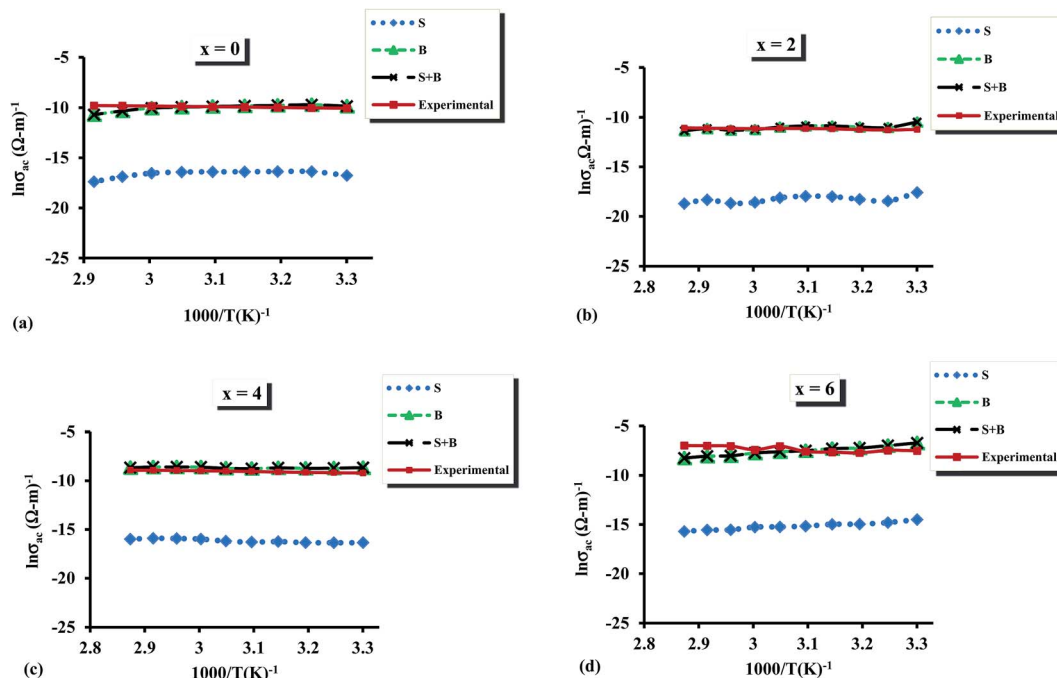 x = 0
S
B
S+B
Experimental
-5
-10
-15
-20
-25
2.9
3
3.1
3.2
3.3
lnσac (Ω-m)-1
1000/T(K)-1
(a)
x = 2
S
B
S+B
Experimental
-5
-10
-15
-20
-25
2.8
2.9
3
3.1
3.2
3.3
lnσacΩ-m)-1
1000/T(K)-1
(b)
x = 4
S
B
S+B
Experimental
-5
-10
-15
-20
-25
2.8
2.9
3
3.1
3.2
3.3
lnσac (Ω-m)-1
1000/T(K)-1
(c)
x = 6
S
B
S+B
Experimental
-5
-10
-15
-20
-25
2.8
2.9
3
3.1
3.2
3.3
lnσac (Ω-m)-1
1000/T(K)-1
(d)